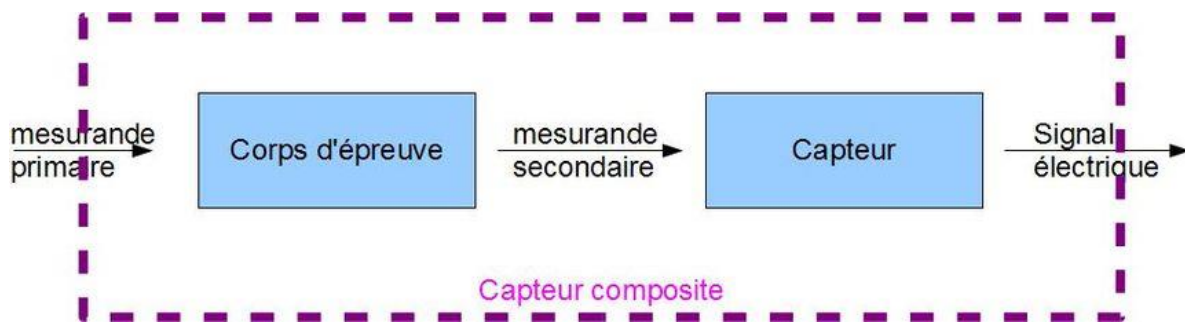 mesurande
primaire
Corps d'épreuve
mesurande
secondaire
Capteur
Signal
électrique
Capteur composite